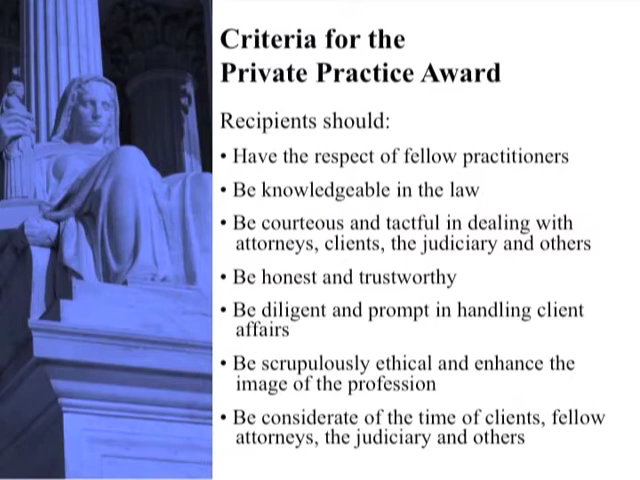 Criteria for the
Private Practice Award
Recipients should:
• Have the respect of fellow practitioners
• Be knowledgeable in the law
• Be courteous and tactful in dealing with
attorneys, clients, the judiciary and others
• Be honest and trustworthy
• Be diligent and prompt in handling client
affairs
• Be scrupulously ethical and enhance the
image of the profession
• Be considerate of the time of clients, fellow
attorneys, the judiciary and others